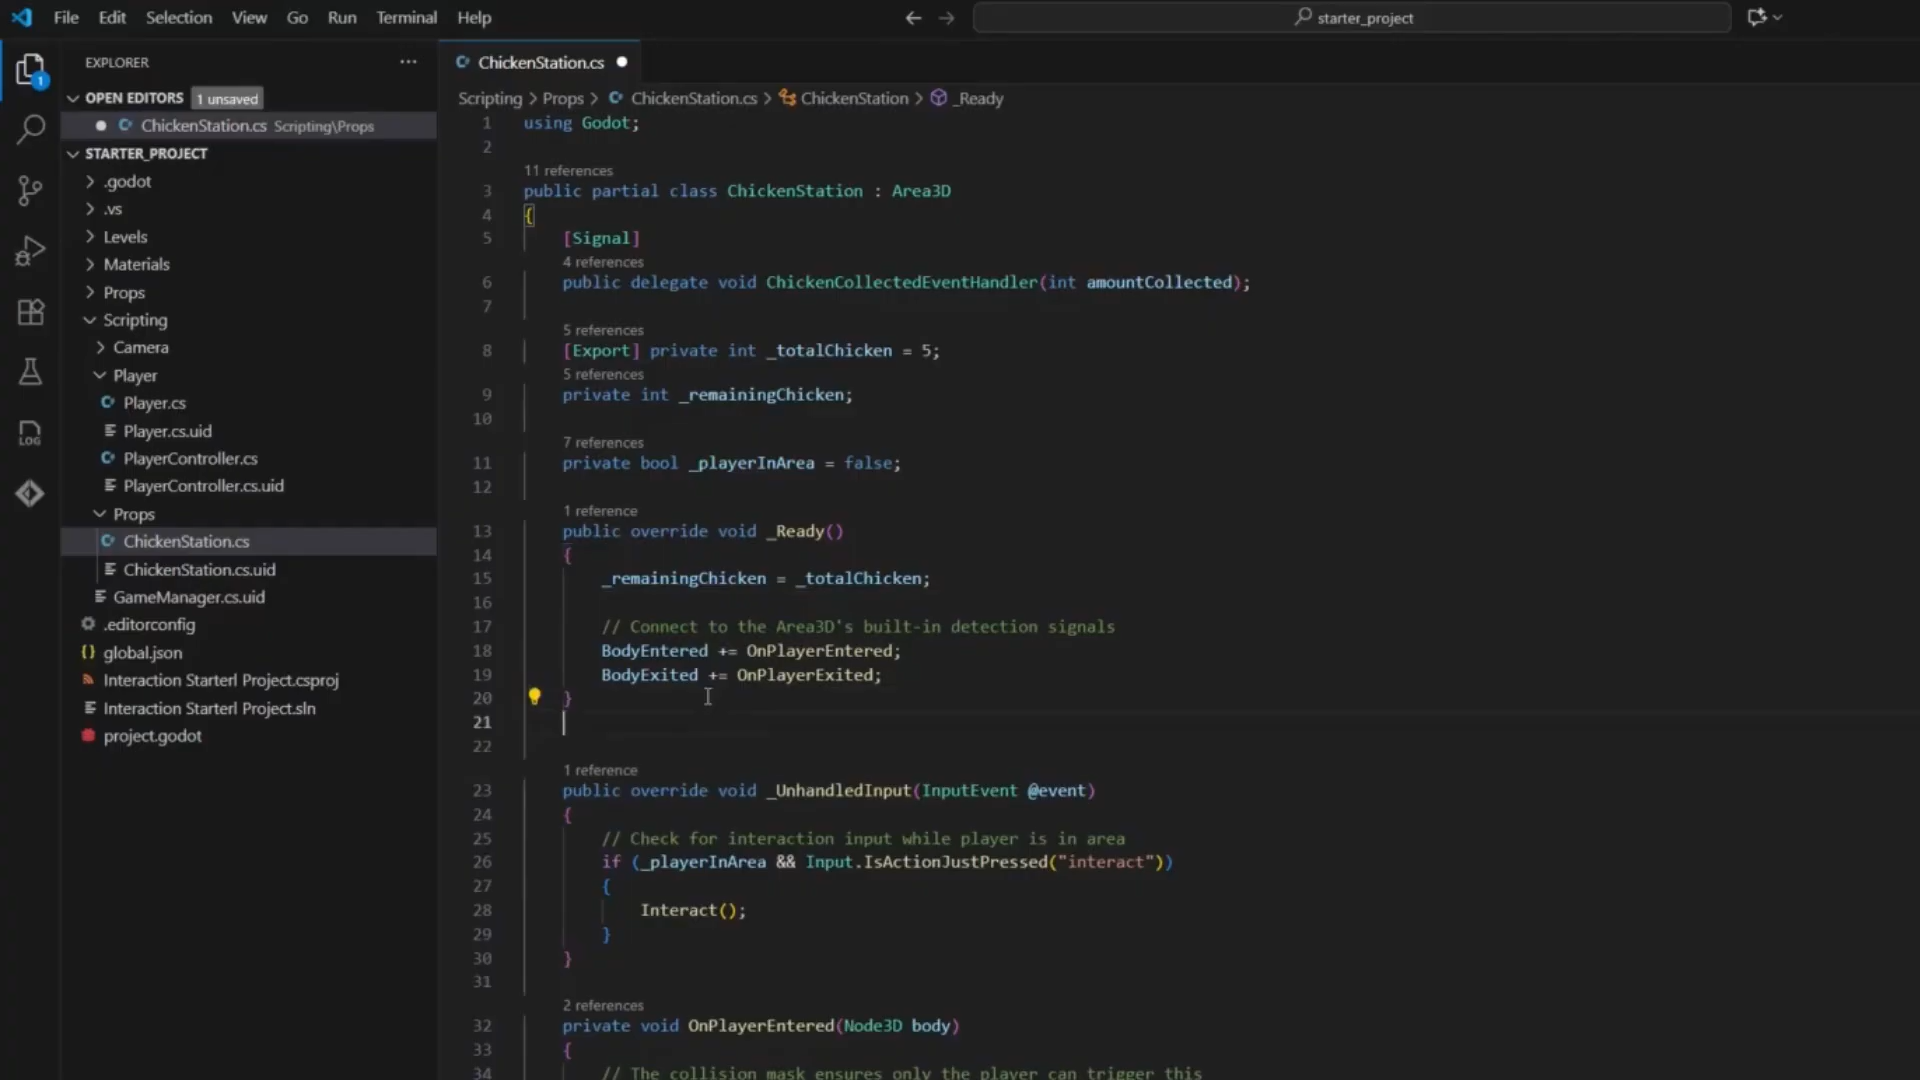 File Edit Selection View Go Run Terminal Help
starter_project
EXPLORER
OPEN EDITORS 1 unsaved
ChickenStation.cs Scripting\Props
STARTER_PROJECT
.godot
.vs
Levels
Materials
Props
Scripting
Camera
Player
Player.cs
Player.cs.uid
PlayerController.cs
PlayerController.cs.uid
Props
ChickenStation.cs
ChickenStation.cs.uid
GameManager.cs.uid
.editorconfig
global.json
Interaction Starterl Project.csproj
Interaction Starterl Project.sln
project.godot
1
LOG
ChickenStation.cs
Scripting > Props > ChickenStation.cs > ChickenStation > _Ready
1 using Godot;
2
11 references
3 public partial class ChickenStation : Area3D
4 {
5 [Signal]
4 references
6 public delegate void ChickenCollectedEventHandler(int amountCollected);
7
5 references
8 [Export] private int _totalChicken = 5;
5 references
9 private int _remainingChicken;
10
7 references
11 private bool _playerInArea = false;
12
1 reference
13 public override void _Ready()
14 {
15 _remainingChicken = _totalChicken;
16
17 // Connect to the Area3D's built-in detection signals
18 BodyEntered += OnPlayerEntered;
19 BodyExited += OnPlayerExited;
20 }
21
22
1 reference
23 public override void _UnhandledInput(InputEvent @event)
24 {
25 // Check for interaction input while player is in area
26 if (_playerInArea && Input.IsActionJustPressed("interact"))
27 {
28 Interact();
29 }
30 }
31
2 references
32 private void OnPlayerEntered(Node3D body)
33 {
34 // The collision mask ensures only the player can trigger this